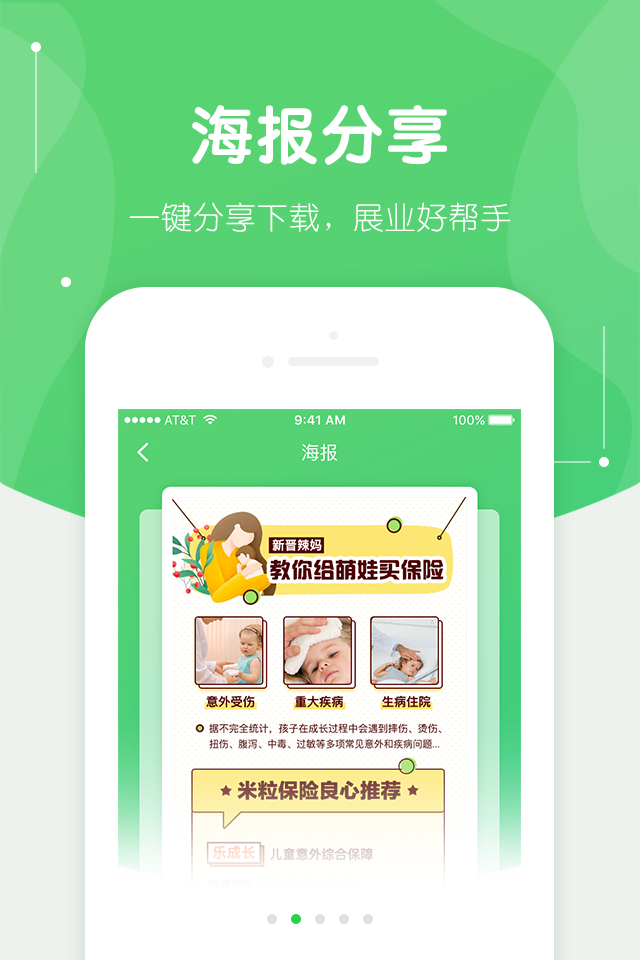 海报分享
一键分享下载，展业好帮手
AT&T 9:41 AM 100%
海报
新晋辣妈
教你给萌娃买保险
意外受伤 重大疾病 生病住院
据不完全统计，孩子在成长过程中会遇到摔伤、烫伤、
扭伤、腹泻、中毒、过敏等多项常见意外和疾病问题...
★ 米粒保险良心推荐 ★
乐成长 儿童意外综合保障